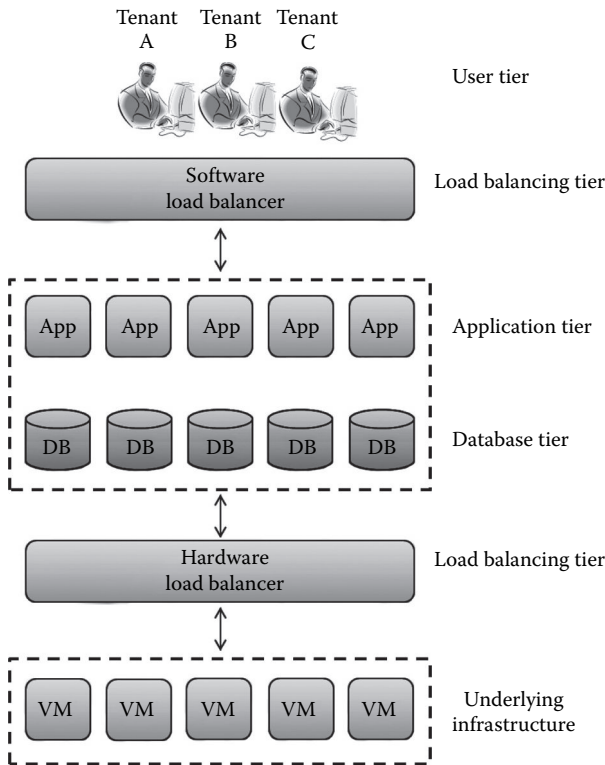 Tenant A
Tenant B
Tenant C
User tier
Software
load balancer
Load balancing tier
App App App App App
Application tier
DB DB DB DB DB
Database tier
Hardware
load balancer
Load balancing tier
VM VM VM VM VM
Underlying
infrastructure